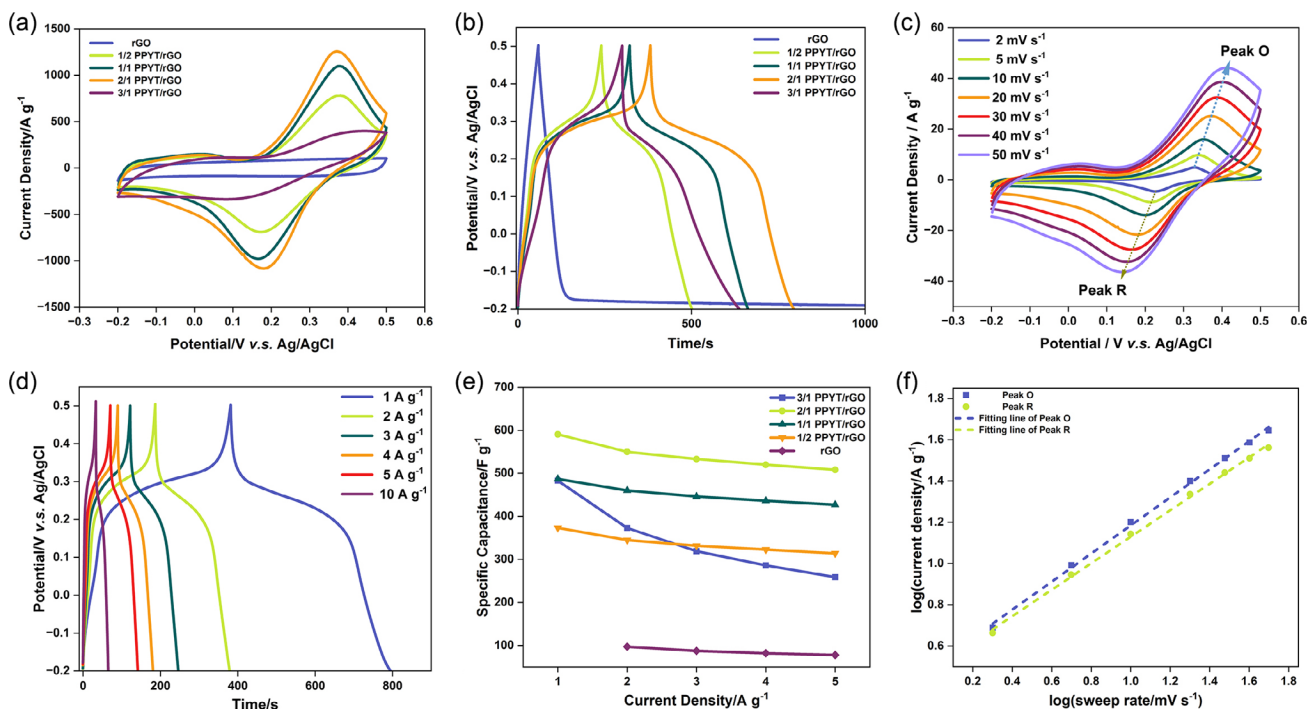 (a)
1500
1000
500
0
−500
−1000
−1500
−0.3
−0.2
−0.1
0.0
0.1
0.2
0.3
0.4
0.5
0.6
Current Density/A g⁻¹
Potential/V v.s. Ag/AgCl
rGO
1/2 PPYT/rGO
1/1 PPYT/rGO
2/1 PPYT/rGO
3/1 PPYT/rGO
(b)
0.5
0.4
0.3
0.2
0.1
0.0
−0.1
−0.2
0
500
1000
Potential/V v.s. Ag/AgCl
Time/s
rGO
1/2 PPYT/rGO
1/1 PPYT/rGO
2/1 PPYT/rGO
3/1 PPYT/rGO
(c)
60
40
20
0
−20
−40
−0.3
−0.2
−0.1
0.0
0.1
0.2
0.3
0.4
0.5
0.6
Current Density / A g⁻¹
Potential / V v.s. Ag/AgCl
2 mV s⁻¹
5 mV s⁻¹
10 mV s⁻¹
20 mV s⁻¹
30 mV s⁻¹
40 mV s⁻¹
50 mV s⁻¹
Peak O
Peak R
(d)
0.5
0.4
0.3
0.2
0.1
0.0
−0.1
−0.2
0
200
400
600
800
Potential/V v.s. Ag/AgCl
Time/s
1 A g⁻¹
2 A g⁻¹
3 A g⁻¹
4 A g⁻¹
5 A g⁻¹
10 A g⁻¹
(e)
700
600
500
400
300
200
100
1
2
3
4
5
Specific Capacitance/F g⁻¹
Current Density/A g⁻¹
3/1 PPYT/rGO
2/1 PPYT/rGO
1/1 PPYT/rGO
1/2 PPYT/rGO
rGO
(f)
1.8
1.6
1.4
1.2
1.0
0.8
0.6
0.2
0.4
0.6
0.8
1.0
1.2
1.4
1.6
1.8
log(current density/A g⁻¹)
log(sweep rate/mV s⁻¹)
Peak O
Peak R
Fitting line of Peak O
Fitting line of Peak R